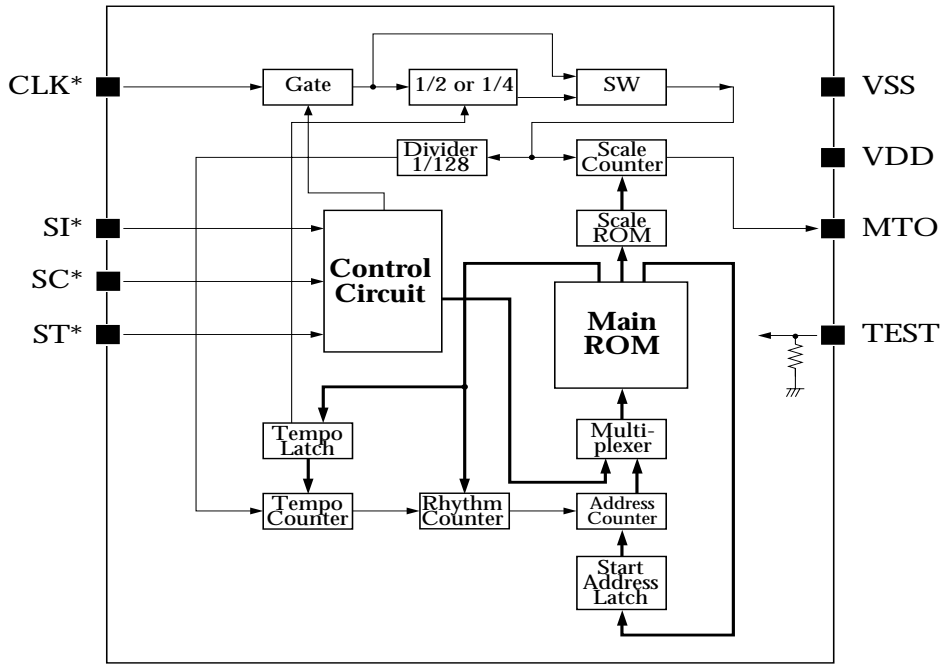 CLK*
Gate
1/2 or 1/4
SW
VSS
Divider
1/128
Scale
Counter
VDD
SI*
Scale
ROM
MTO
SC*
Control
Circuit
ST*
Main
ROM
TEST
Tempo
Latch
Multi-
plexer
Tempo
Counter
Rhythm
Counter
Address
Counter
Start
Address
Latch